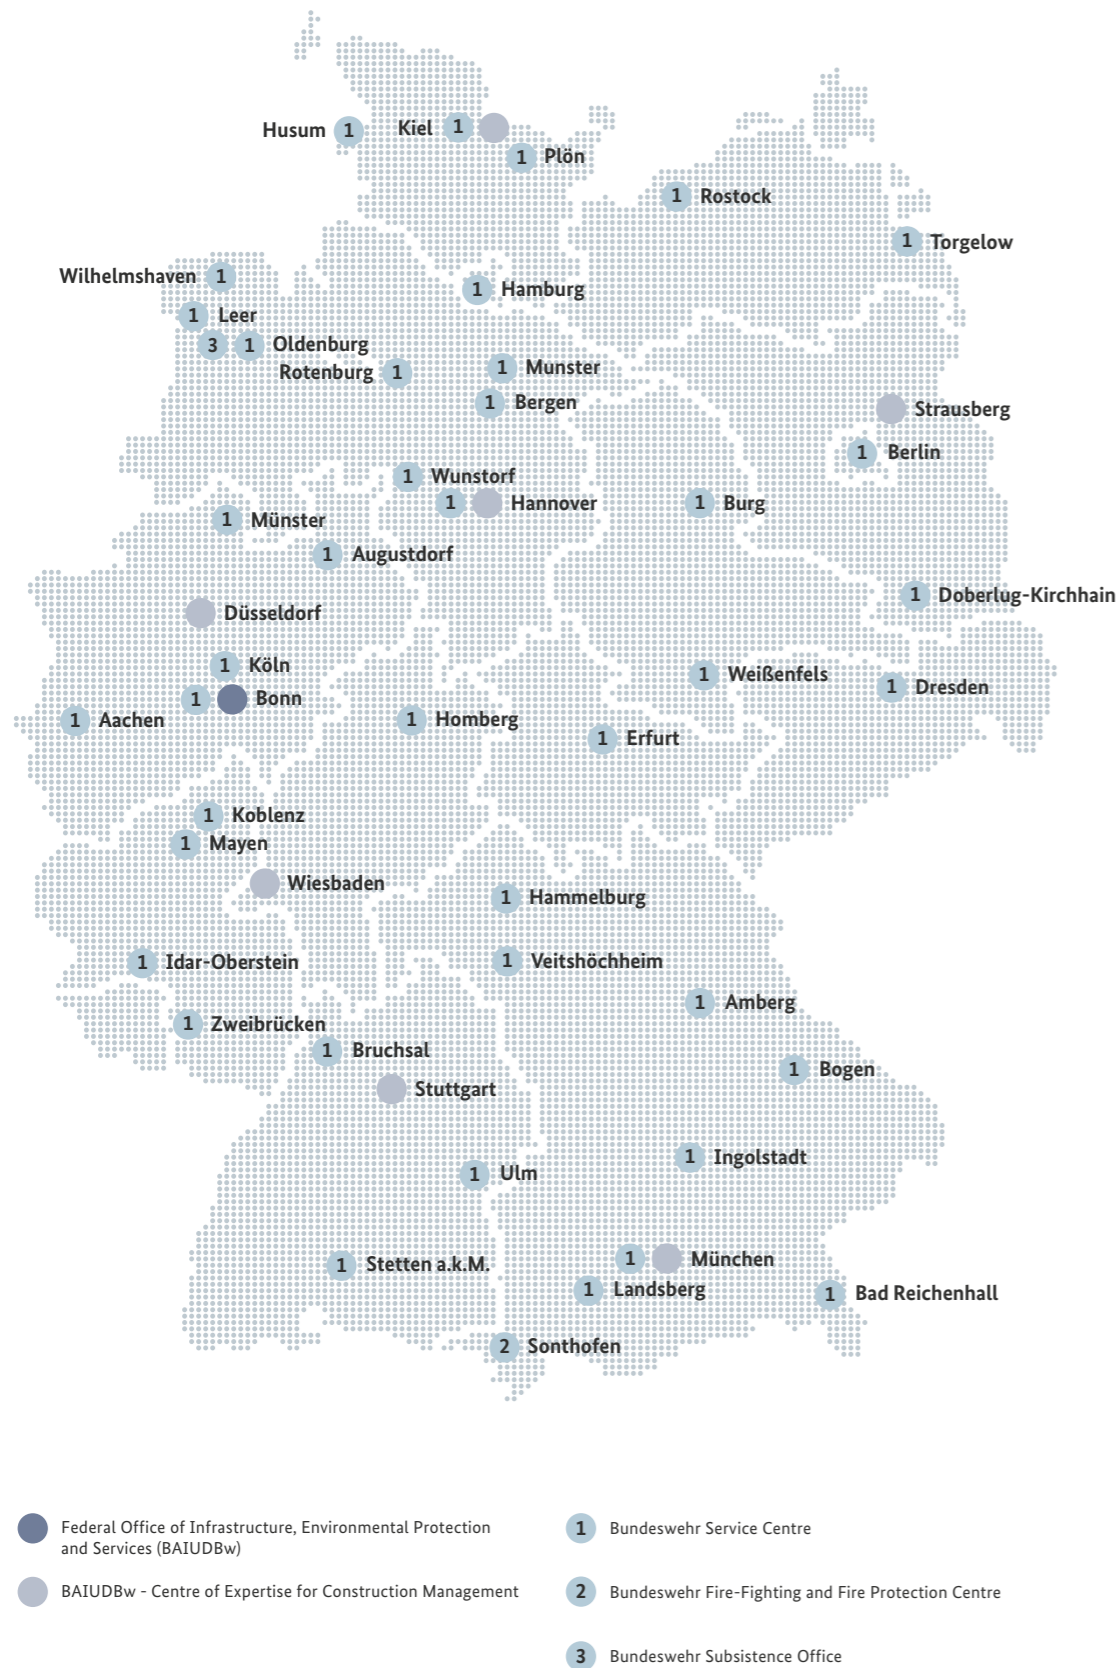 Husum 1
Kiel 1
1 Plön
1 Rostock
1 Torgelow
Wilhelmshaven 1
1 Hamburg
1 Leer
3 1 Oldenburg
Rotenburg 1
1 Munster
1 Bergen
Strausberg
1 Berlin
1 Wunstorf
1 Hannover
1 Burg
1 Münster
1 Augustdorf
1 Doberlug-Kirchhain
Düsseldorf
1 Köln
1 Weißenfels
1 Dresden
1 Bonn
1 Aachen
1 Homberg
1 Erfurt
1 Koblenz
1 Mayen
Wiesbaden
1 Hammelburg
1 Idar-Oberstein
1 Veitshöchheim
1 Amberg
1 Zweibrücken
1 Bruchsal
1 Bogen
Stuttgart
1 Ingolstadt
1 Ulm
1 München
1 Stetten a.k.M.
1 Landsberg
1 Bad Reichenhall
2 Sonthofen
Federal Office of Infrastructure, Environmental Protection
and Services (BAIUDBw)
BAIUDBw - Centre of Expertise for Construction Management
1 Bundeswehr Service Centre
2 Bundeswehr Fire-Fighting and Fire Protection Centre
3 Bundeswehr Subsistence Office